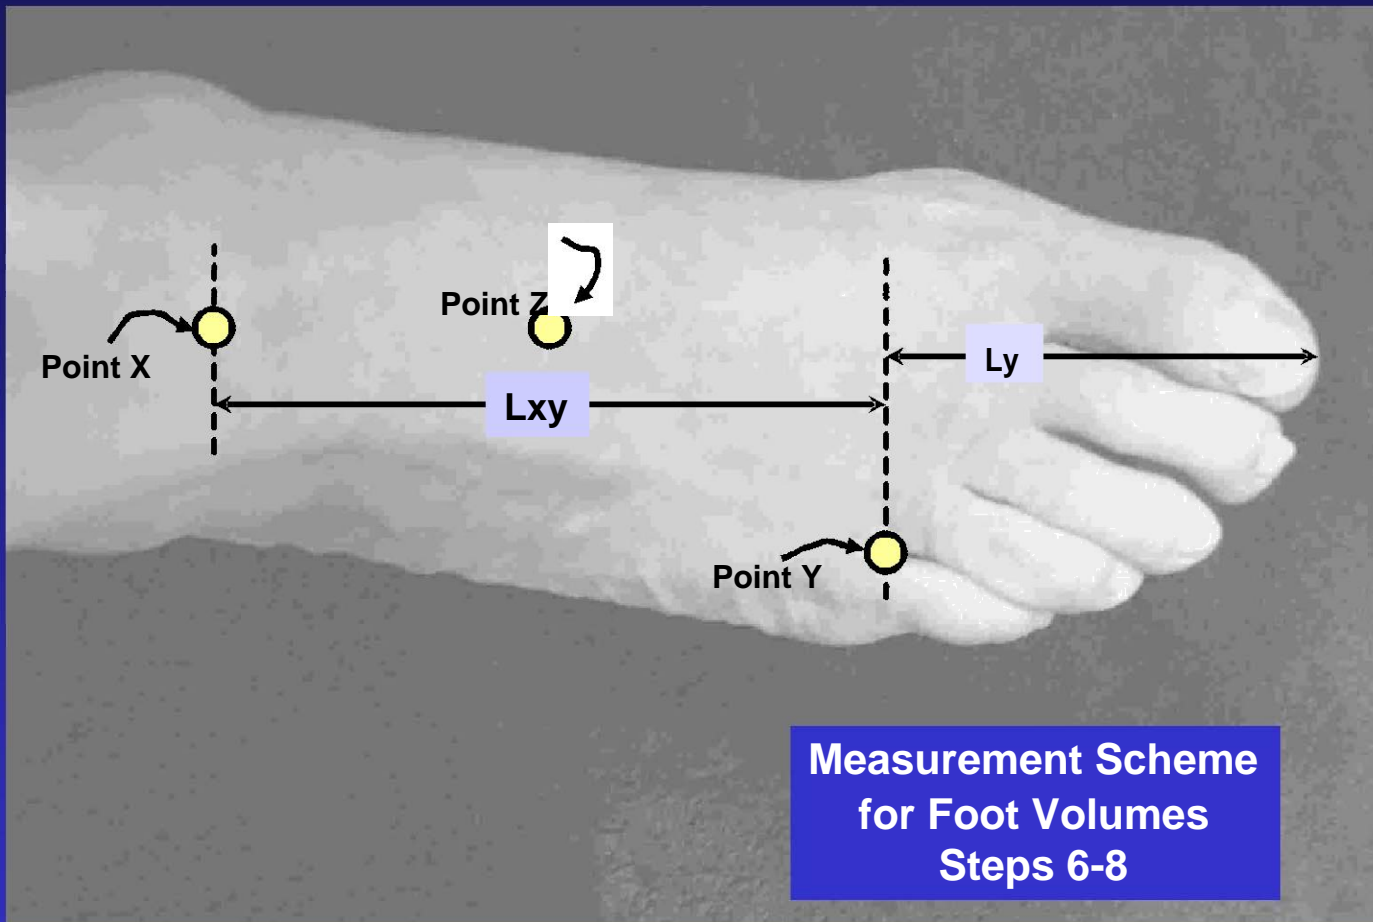 Point Z
Point X
Ly
Lxy
Point Y
Measurement Scheme
for Foot Volumes
Steps 6-8